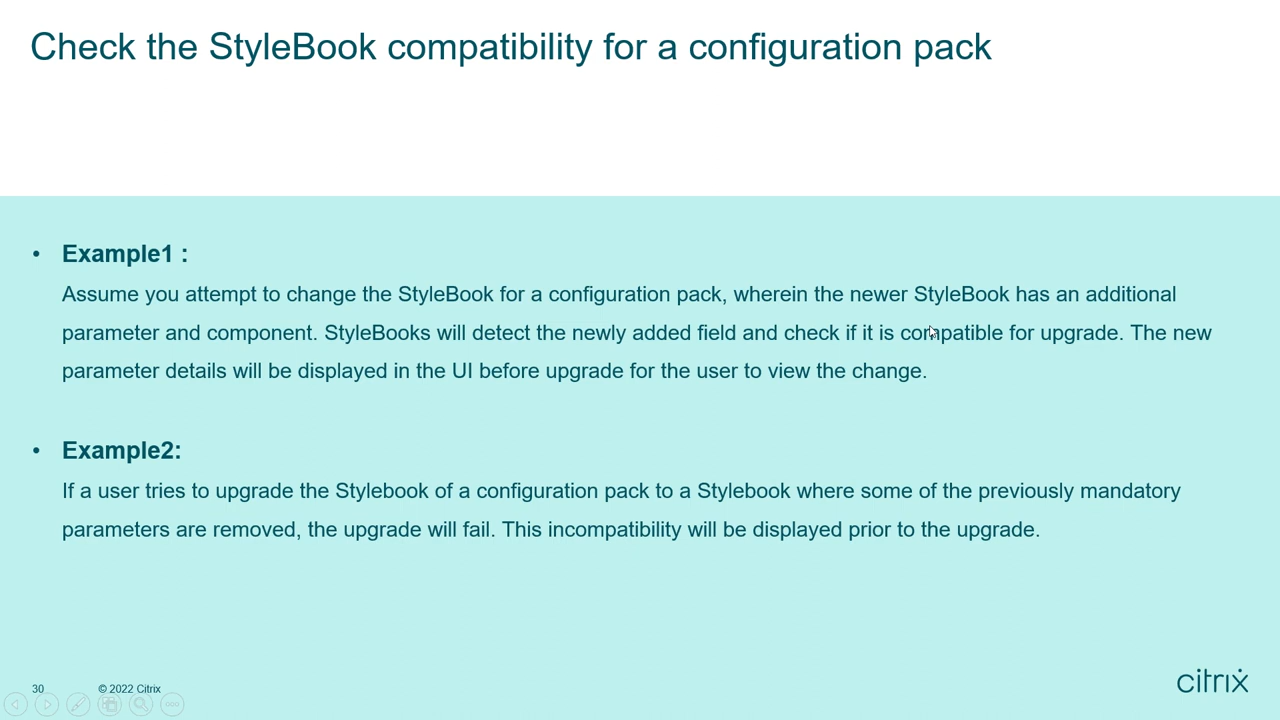 Check the StyleBook compatibility for a configuration pack
• Example1 :
Assume you attempt to change the StyleBook for a configuration pack, wherein the newer StyleBook has an additional
parameter and component. StyleBooks will detect the newly added field and check if it is compatible for upgrade. The new
parameter details will be displayed in the UI before upgrade for the user to view the change.
• Example2:
If a user tries to upgrade the Stylebook of a configuration pack to a Stylebook where some of the previously mandatory
parameters are removed, the upgrade will fail. This incompatibility will be displayed prior to the upgrade.
30 © 2022 Citrix
citrix